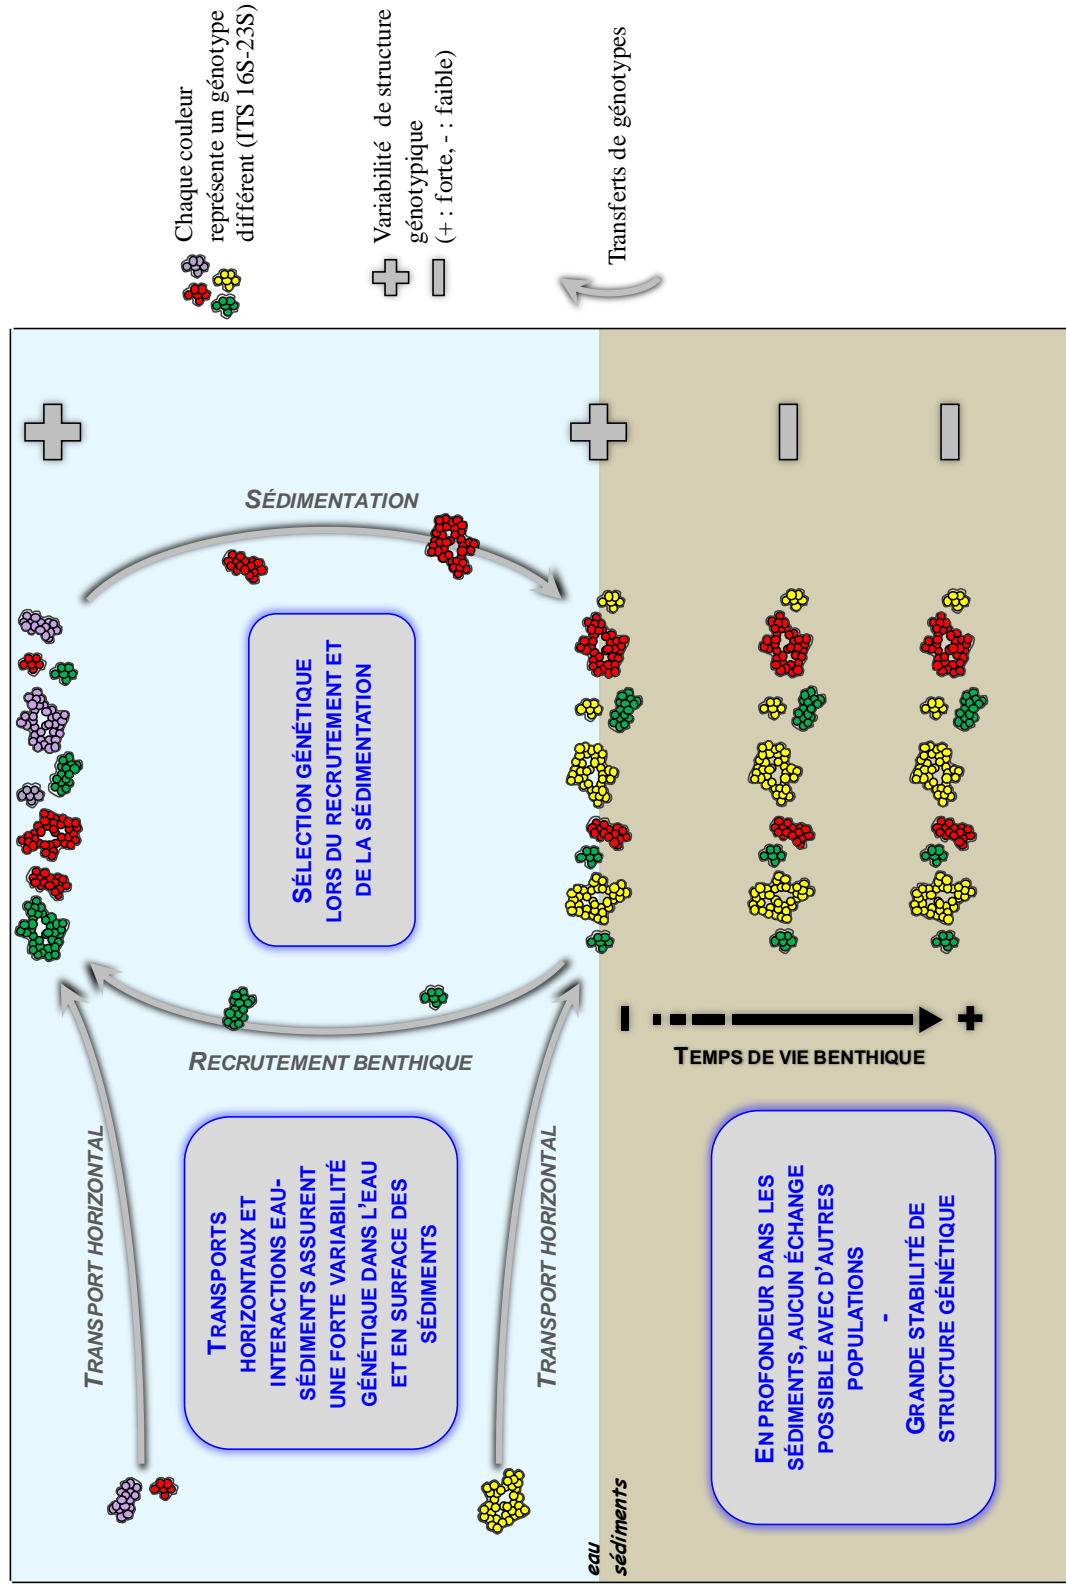 TRANSPORT HORIZONTAL
TRANSPORTS
HORIZONTAUX ET
INTERACTIONS EAU-
SÉDIMENTS ASSURENT
UNE FORTE VARIABILITÉ
GÉNÉTIQUE DANS L'EAU
ET EN SURFACE DES
SÉDIMENTS
TRANSPORT HORIZONTAL
RECRUTEMENT BENTHIQUE
SÉLECTION GÉNÉTIQUE
LORS DU RECRUTEMENT ET
DE LA SÉDIMENTATION
SÉDIMENTATION
eau
sédiments
EN PROFONDEUR DANS LES
SÉDIMENTS, AUCUN ÉCHANGE
POSSIBLE AVEC D'AUTRES
POPULATIONS
-
GRANDE STABILITÉ DE
STRUCTURE GÉNÉTIQUE
TEMPS DE VIE BENTHIQUE
Chaque couleur
représente un génotype
différent (ITS 16S-23S)
Variabilité de structure
génotypique
(+ : forte, - : faible)
Transferts de génotypes